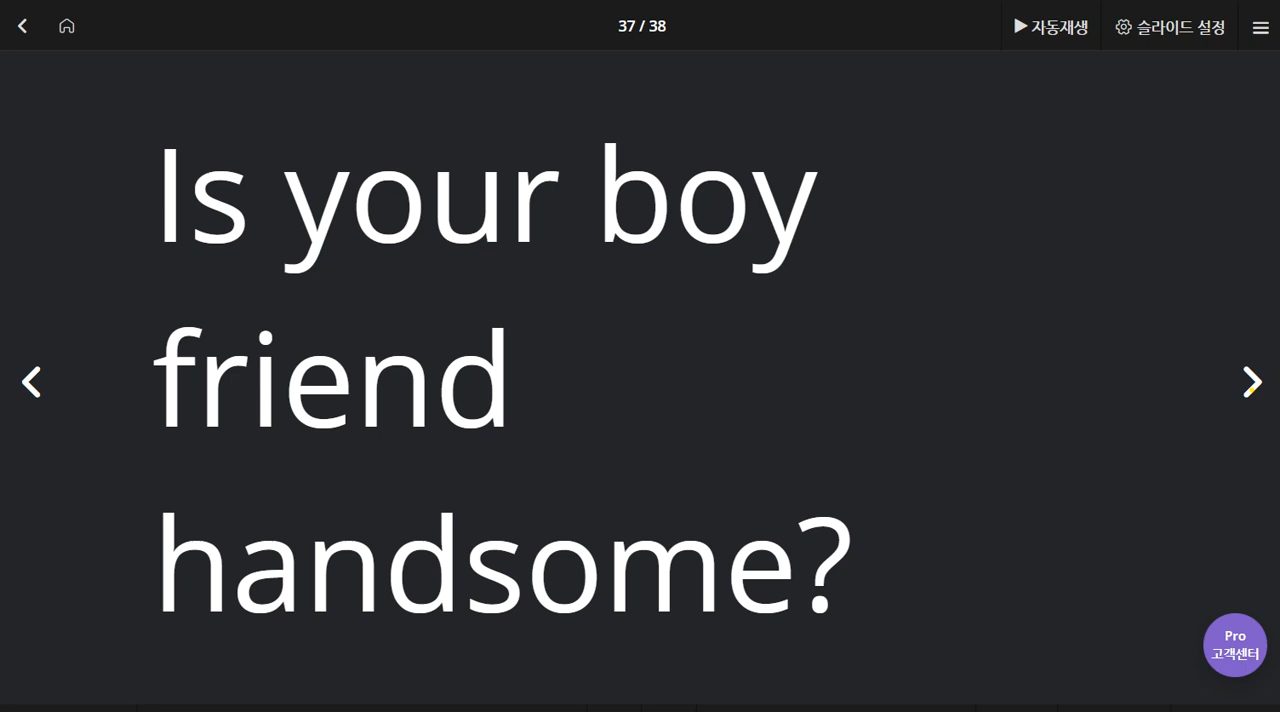 37 / 38
▶ 자동재생
슬라이드 설정
Is your boy
friend
handsome?
Pro
고객센터